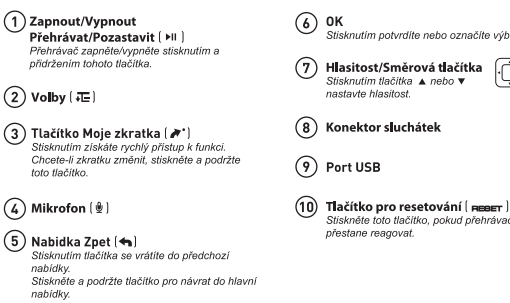 1 Zapnout/Vypnout
Přehrávat/Pozastavit
Přehrávač zapněte/vypněte stisknutím a
přidržením tohoto tlačítka.
2 Volby
3 Tlačítko Moje zkratka
Stisknutím získáte rychlý přístup k funkci.
Chcete-li zkratku změnit, stiskněte a podržte
toto tlačítko.
4 Mikrofon
5 Nabídka Zpet
Stisknutím tlačítka se vrátíte do předchozí
nabídky.
Stiskněte a podržte tlačítko pro návrat do hlavní
nabídky.
6 OK
Stisknutím potvrdíte nebo označíte výb
7 Hlasitost/Směrová tlačítka
Stisknutím tlačítka ▲ nebo ▼
nastavte hlasitost.
8 Konektor sluchátek
9 Port USB
10 Tlačítko pro resetování ( RESET )
Stiskněte toto tlačítko, pokud přehráva
přestane reagovat.